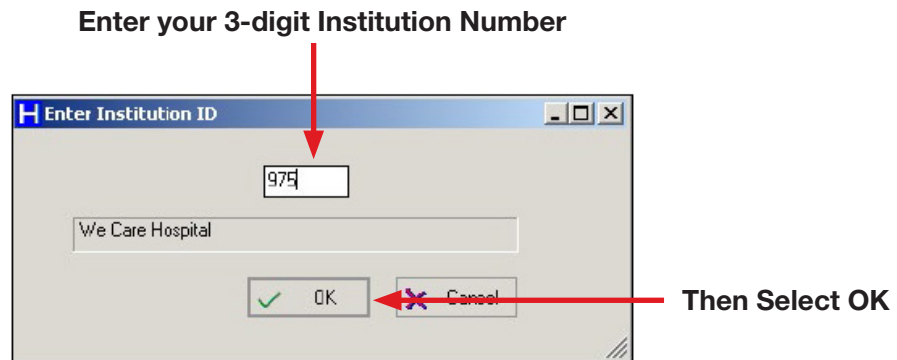 Enter your 3-digit Institution Number
H Enter Institution ID
975
We Care Hospital
OK
Cancel
Then Select OK